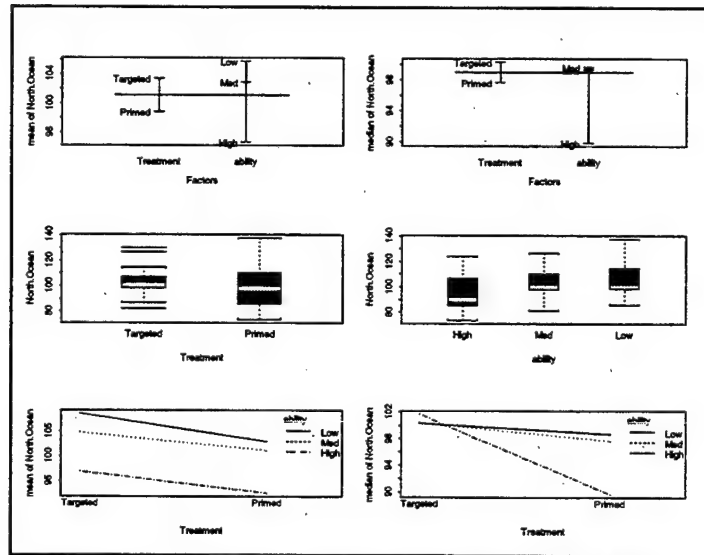 mean of North.Ocean
96 100 104
Targeted
Primed
Low
Med
High
Treatment ability
Factors
median of North.Ocean
90 94 98
Targeted
Primed
Med
High
Treatment ability
Factors
North.Ocean
80 100 120 140
Targeted Primed
Treatment
North.Ocean
80 100 120 140
High Med Low
ability
mean of North.Ocean
95 100 105
ability
Low
Med
High
Targeted Primed
Treatment
median of North.Ocean
90 92 94 96 98 102
ability
Low
Med
High
Targeted Primed
Treatment